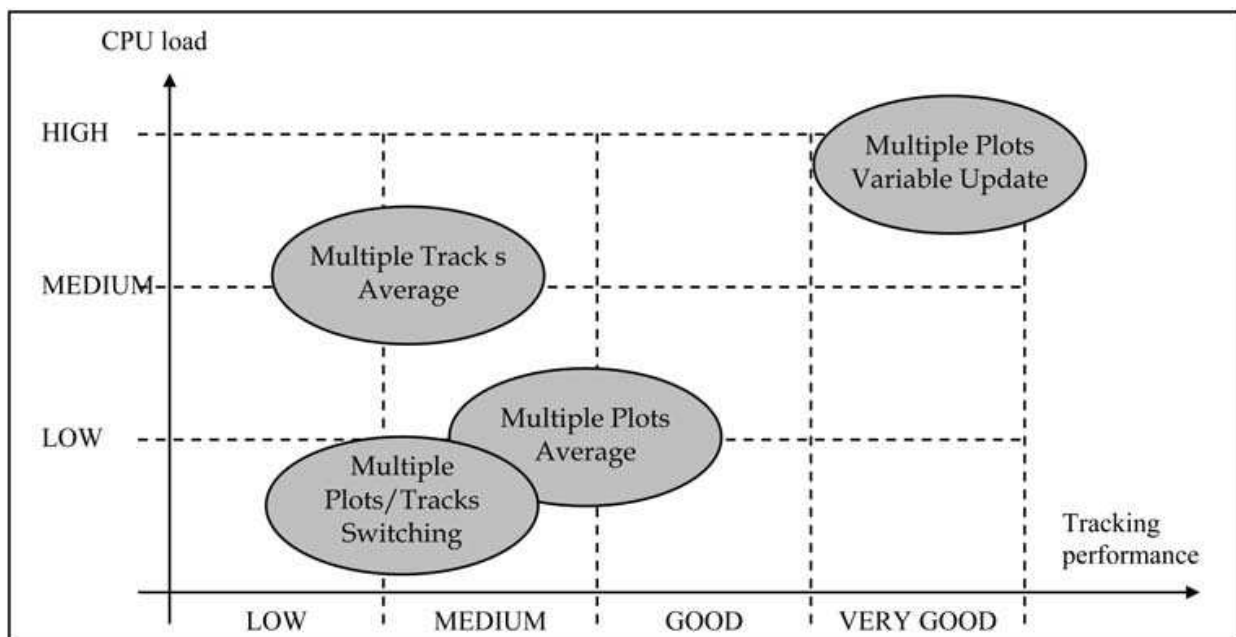 CPU load
HIGH
Multiple Plots
Variable Update
Multiple Track s
Average
MEDIUM
Multiple Plots
Average
LOW
Multiple
Plots/Tracks
Switching
Tracking
performance
LOW
MEDIUM
GOOD
VERY GOOD